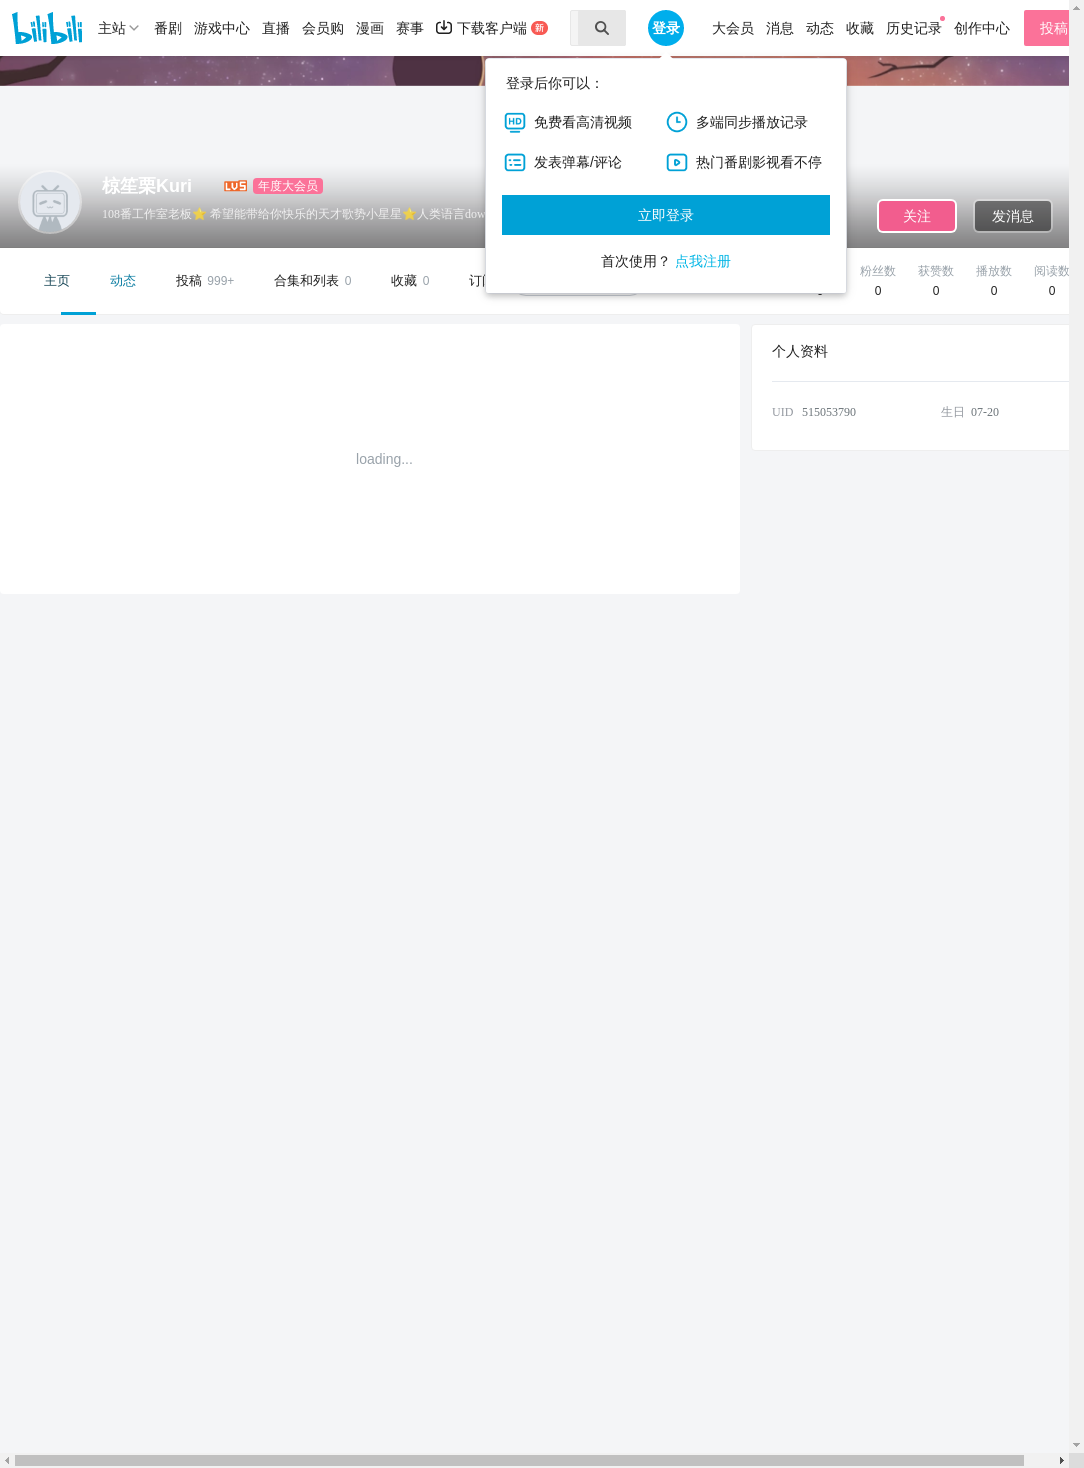 bilibili 主站 番剧 游戏中心 直播 会员购 漫画 赛事 下载客户端 新 登录 大会员 消息 动态 收藏 历史记录 创作中心 投稿
登录后你可以：
免费看高清视频 多端同步播放记录
发表弹幕/评论 热门番剧影视看不停
立即登录
首次使用？ 点我注册
椋笙栗Kuri LV5 年度大会员
108番工作室老板🌟 希望能带给你快乐的天才歌势小星星🌟人类语言dow
关注 发消息
主页 动态 投稿 999+ 合集和列表 0 收藏 0 粉丝数 获赞数 播放数 阅读数
0 0 0 0
loading...
个人资料
UID 515053790 生日 07-20